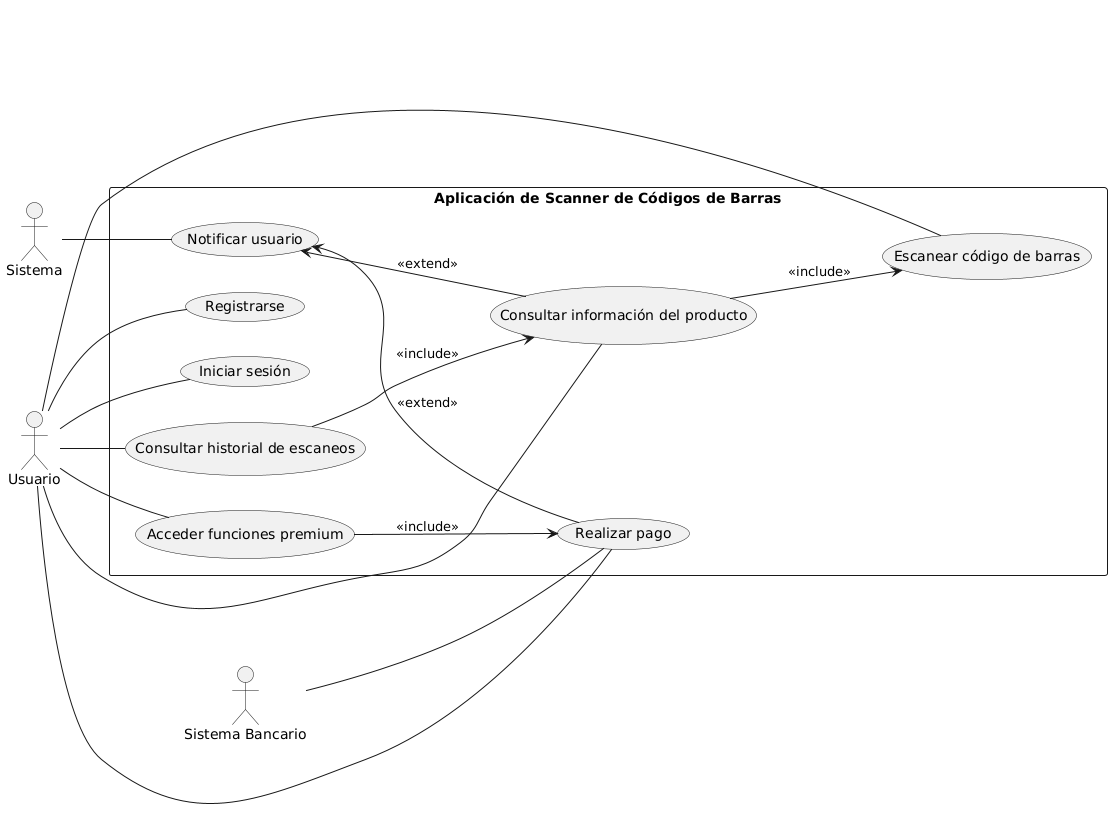 Aplicación de Scanner de Códigos de Barras
Sistema
Notificar usuario
«extend»
Escanear código de barras
«include»
Registrarse
Consultar información del producto
«include»
Iniciar sesión
«extend»
Usuario
Consultar historial de escaneos
Acceder funciones premium
«include»
Realizar pago
Sistema Bancario